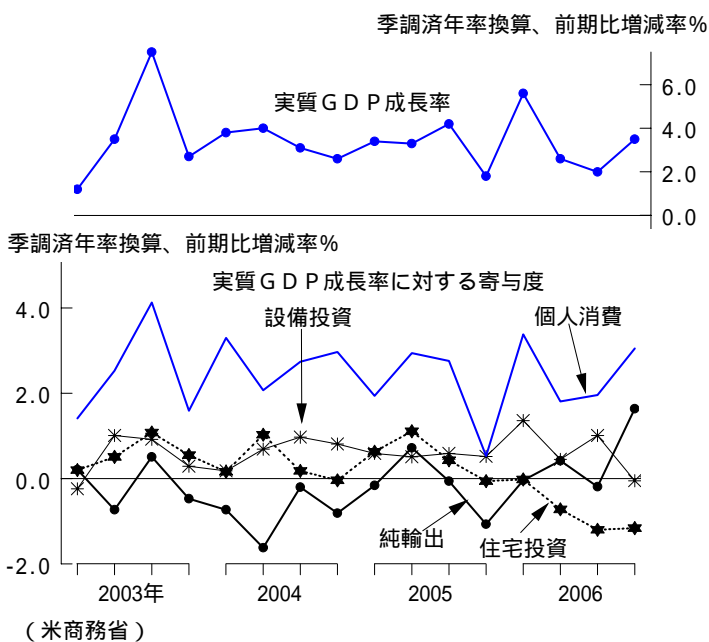 季調済年率換算、前期比増減率%
実質GDP成長率
6.0
4.0
2.0
0.0
季調済年率換算、前期比増減率%
実質GDP成長率に対する寄与度
設備投資
個人消費
4.0
2.0
0.0
-2.0
純輸出
住宅投資
2003年 2004 2005 2006
(米商務省)